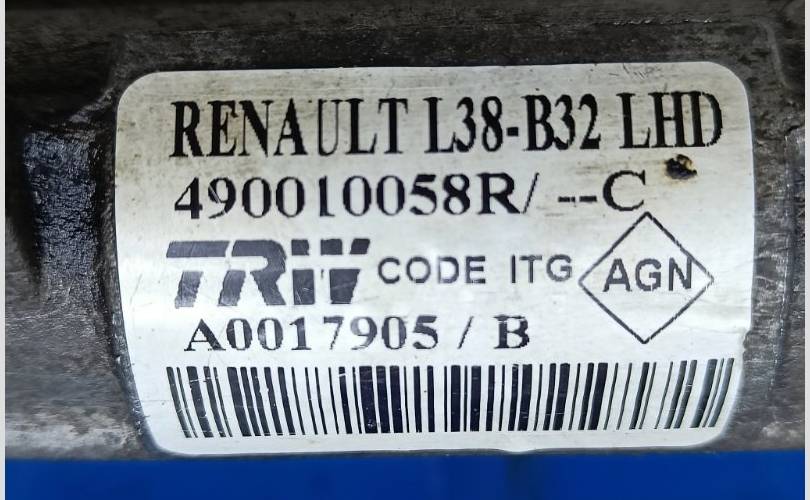 RENAULT L38-B32 LHD
490010058R/ --C
TRW CODE ITG AGN
A0017905 / B